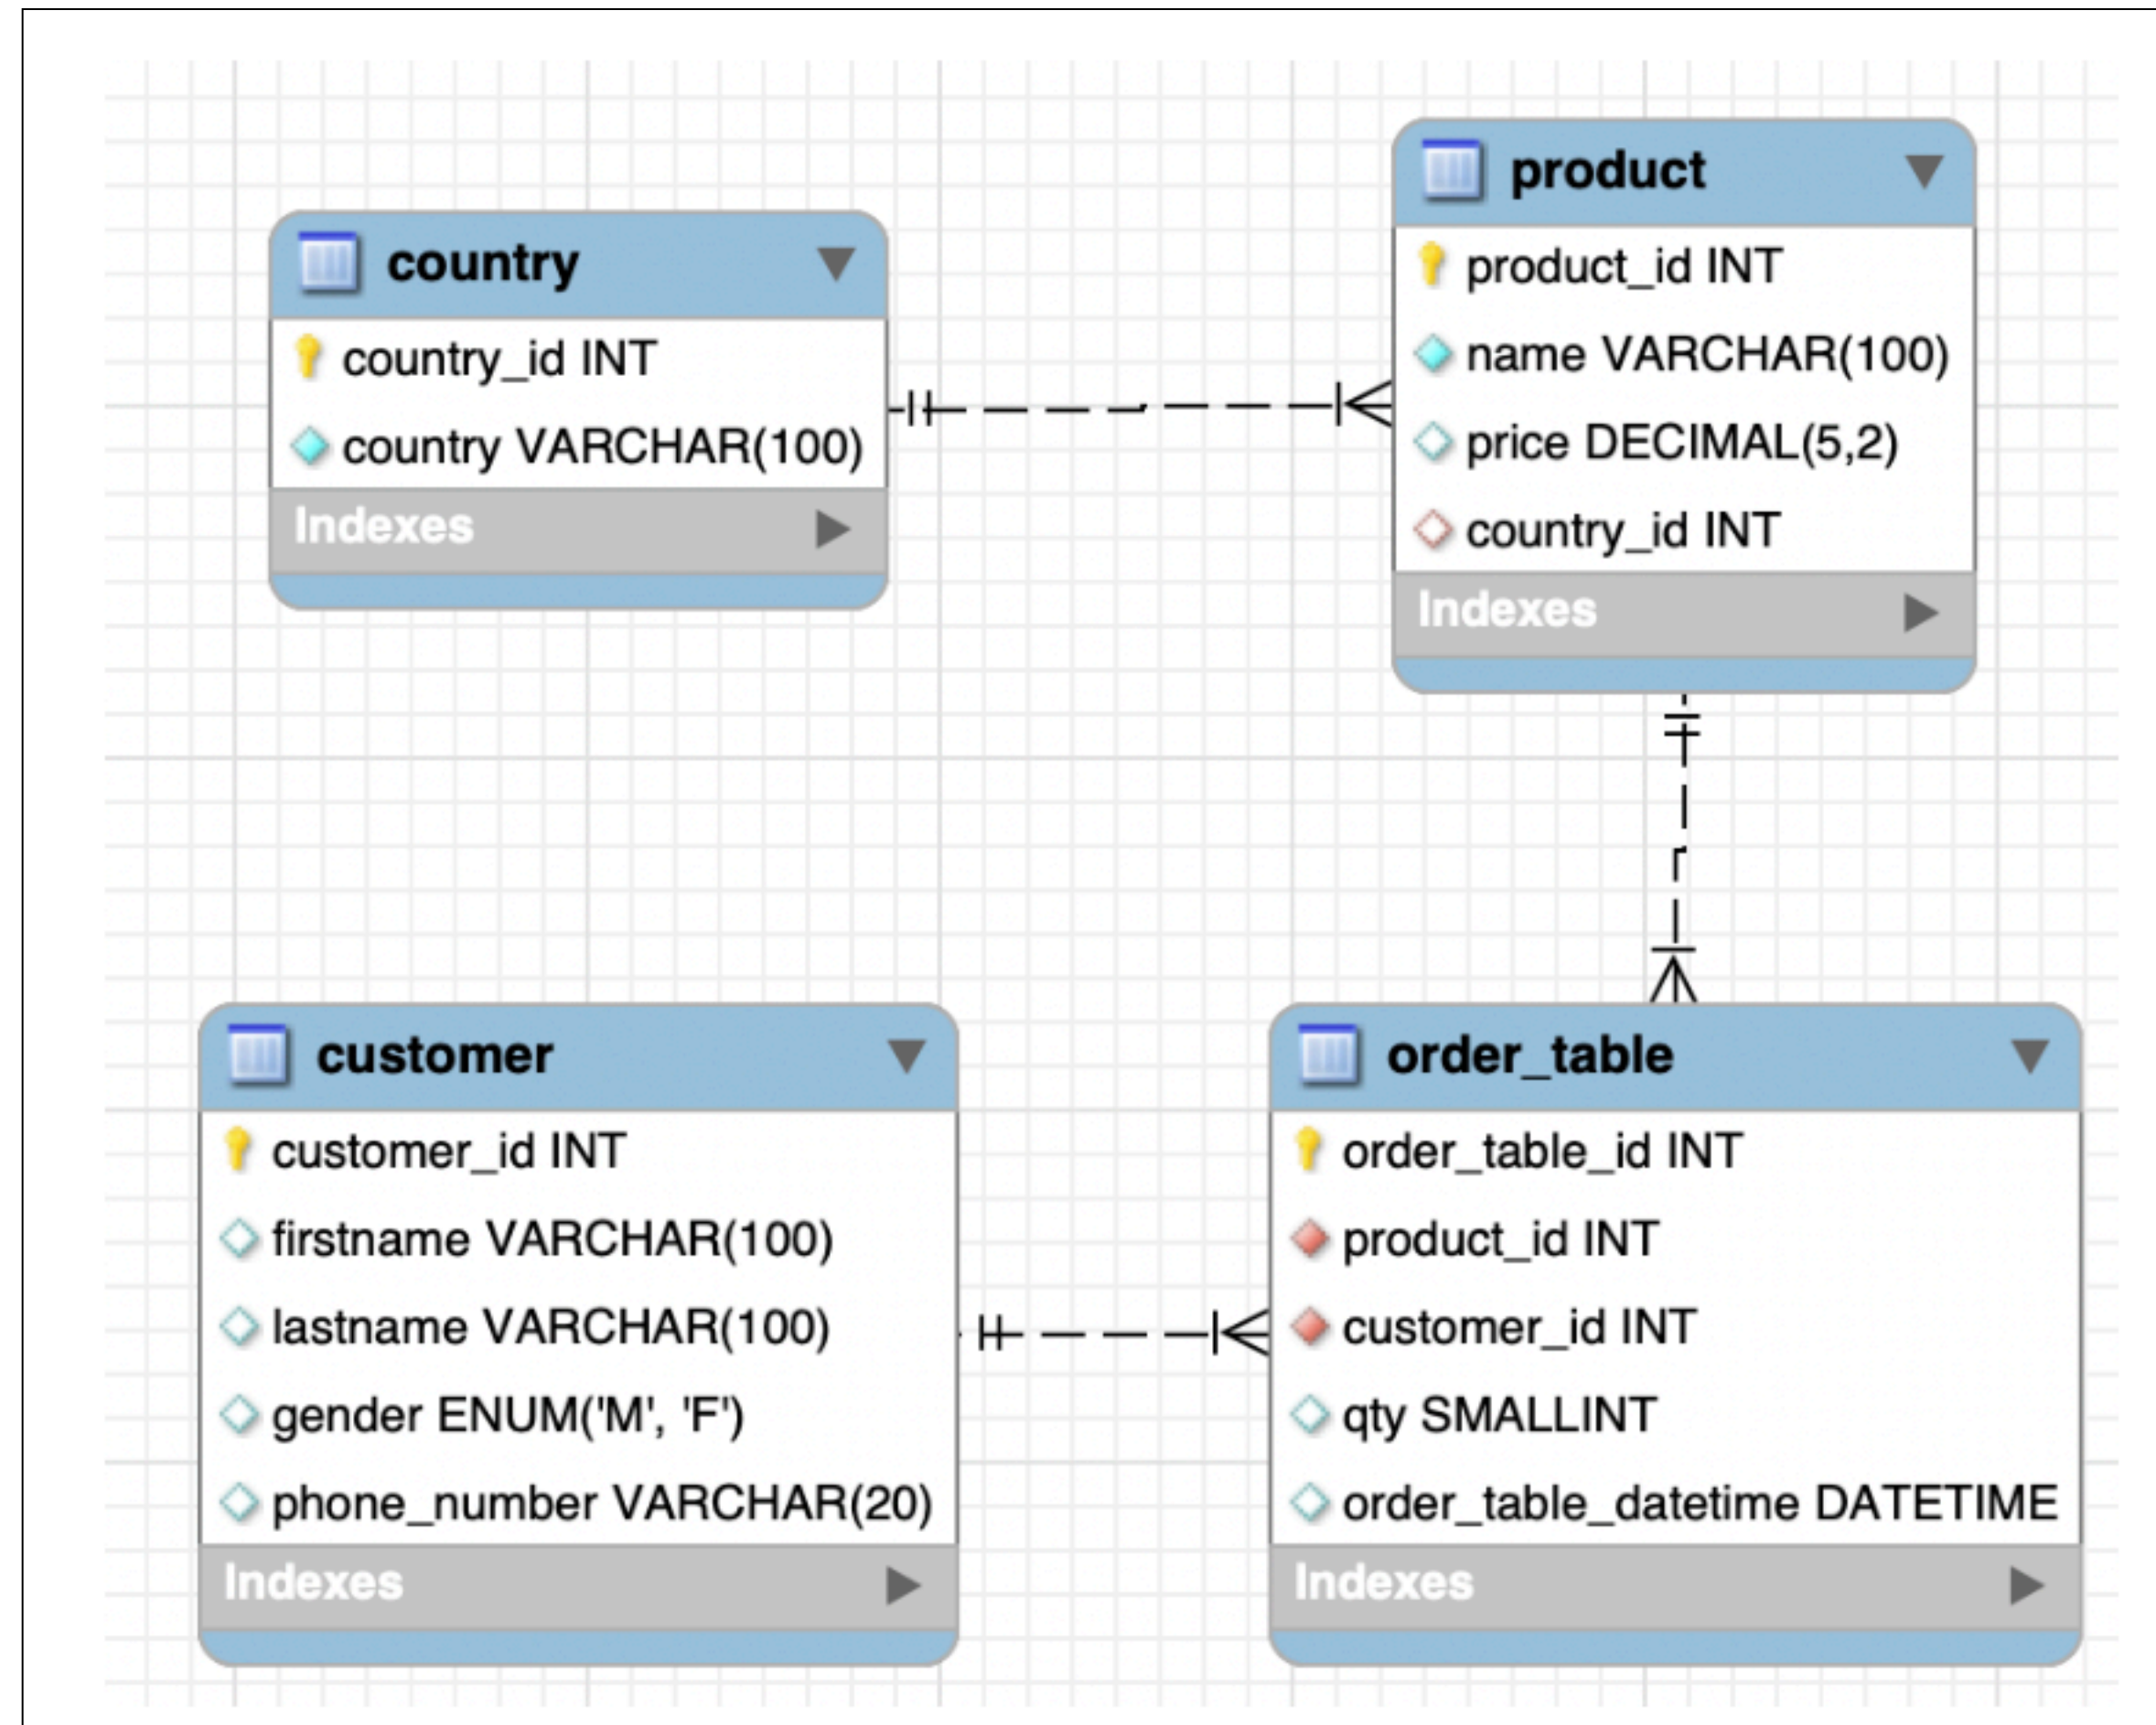 country
country_id INT
country VARCHAR(100)
Indexes
product
product_id INT
name VARCHAR(100)
price DECIMAL(5,2)
country_id INT
Indexes
customer
customer_id INT
firstname VARCHAR(100)
lastname VARCHAR(100)
gender ENUM('M', 'F')
phone_number VARCHAR(20)
Indexes
order_table
order_table_id INT
product_id INT
customer_id INT
qty SMALLINT
order_table_datetime DATETIME
Indexes